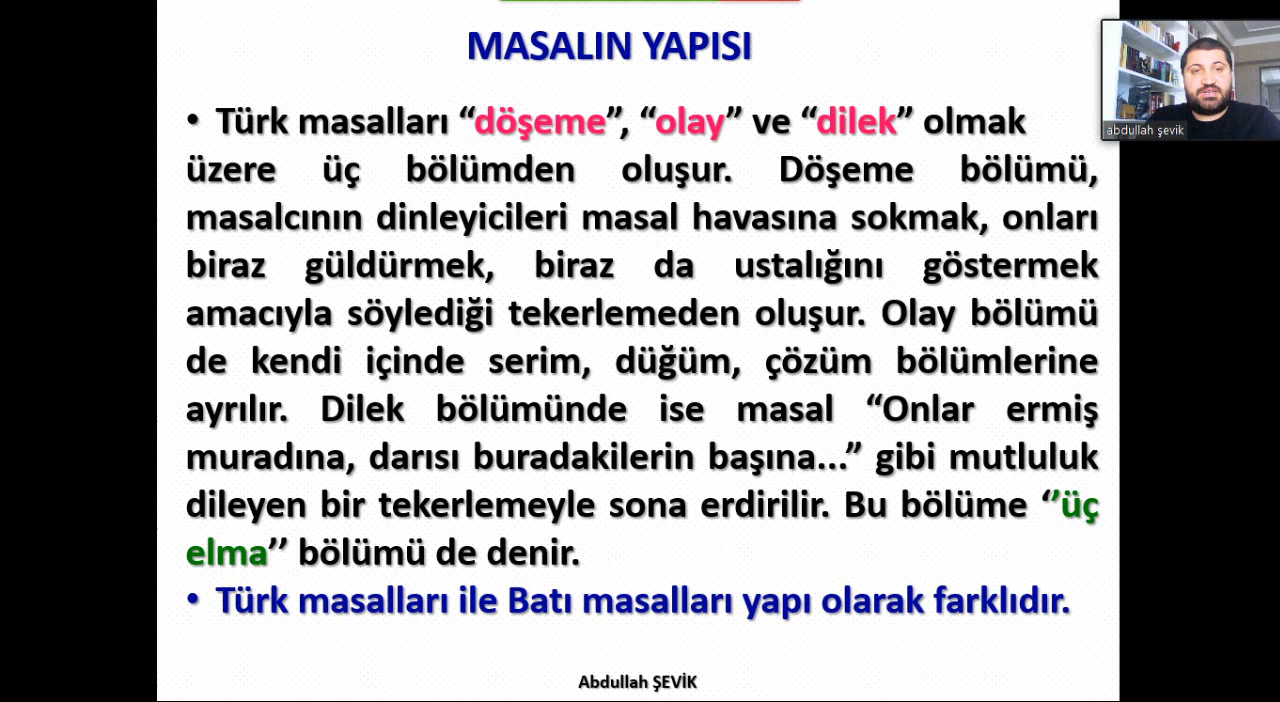 MASALIN YAPISI
• Türk masalları “döşeme”, “olay” ve “dilek” olmak
üzere üç bölümden oluşur. Döşeme bölümü,
masalcının dinleyicileri masal havasına sokmak, onları
biraz güldürmek, biraz da ustalığını göstermek
amacıyla söylediği tekerlemeden oluşur. Olay bölümü
de kendi içinde serim, düğüm, çözüm bölümlerine
ayrılır. Dilek bölümünde ise masal “Onlar ermiş
muradına, darısı buradakilerin başına...” gibi mutluluk
dileyen bir tekerlemeyle sona erdirilir. Bu bölüme ‘’üç
elma’’ bölümü de denir.
• Türk masalları ile Batı masalları yapı olarak farklıdır.
Abdullah ŞEVİK
abdullah şevik